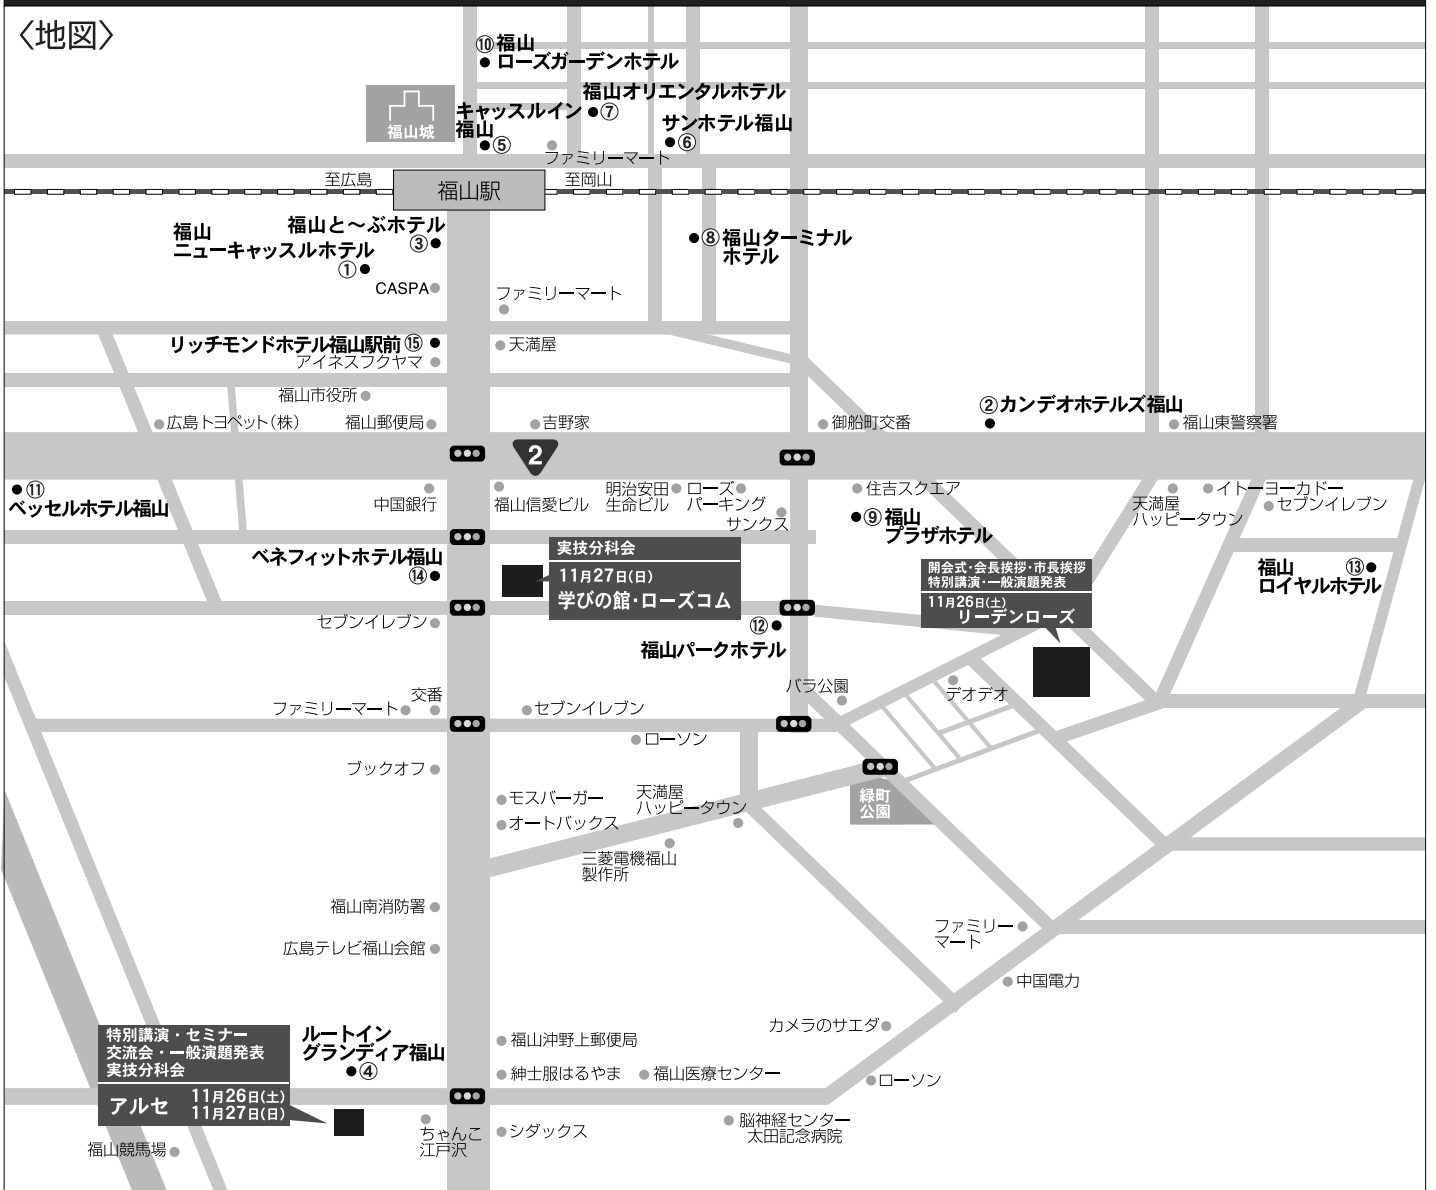 〈地図〉
⑩福山
ローズガーデンホテル
福山オリエンタルホテル
⑦
福山城
キャッスルイン
福山
⑤
サンホテル福山
⑥
ファミリーマート
至広島
福山駅
至岡山
福山
ニューキャッスルホテル
①
福山と〜ぶホテル
③
⑧福山ターミナル
ホテル
CASPA
ファミリーマート
リッチモンドホテル福山駅前⑮
アイネスフクヤマ
天満屋
福山市役所
広島トヨペット(株)
福山郵便局
吉野家
御船町交番
②カンデオホテルズ福山
福山東警察署
2
⑪
ベッセルホテル福山
中国銀行
福山信愛ビル
明治安田
生命ビル
ローズ
パーキング
サンクス
住吉スクエア
⑨福山
プラザホテル
天満屋
ハッピータウン
イトーヨーカドー
セブンイレブン
ベネフィットホテル福山
⑭
実技分科会
11月27日(日)
学びの館・ローズコム
開会式・会長挨拶・市長挨拶
特別講演・一般演題発表
11月26日(土)
リーデンローズ
福山
ロイヤルホテル
⑬
セブンイレブン
⑫
福山パークホテル
バラ公園
デオデオ
交番
ファミリーマート
セブンイレブン
ローソン
ブックオフ
モスバーガー
オートバックス
天満屋
ハッピータウン
緑町
公園
三菱電機福山
製作所
福山南消防署
広島テレビ福山会館
ファミリー
マート
中国電力
カメラのサエダ
ローソン
特別講演・セミナー
交流会・一般演題発表
実技分科会
アルセ
11月26日(土)
11月27日(日)
ルートイン
グランディア福山
④
福山沖野上郵便局
紳士服はるやま
福山医療センター
ちゃんこ
江戸沢
シダックス
脳神経センター
太田記念病院
福山競馬場